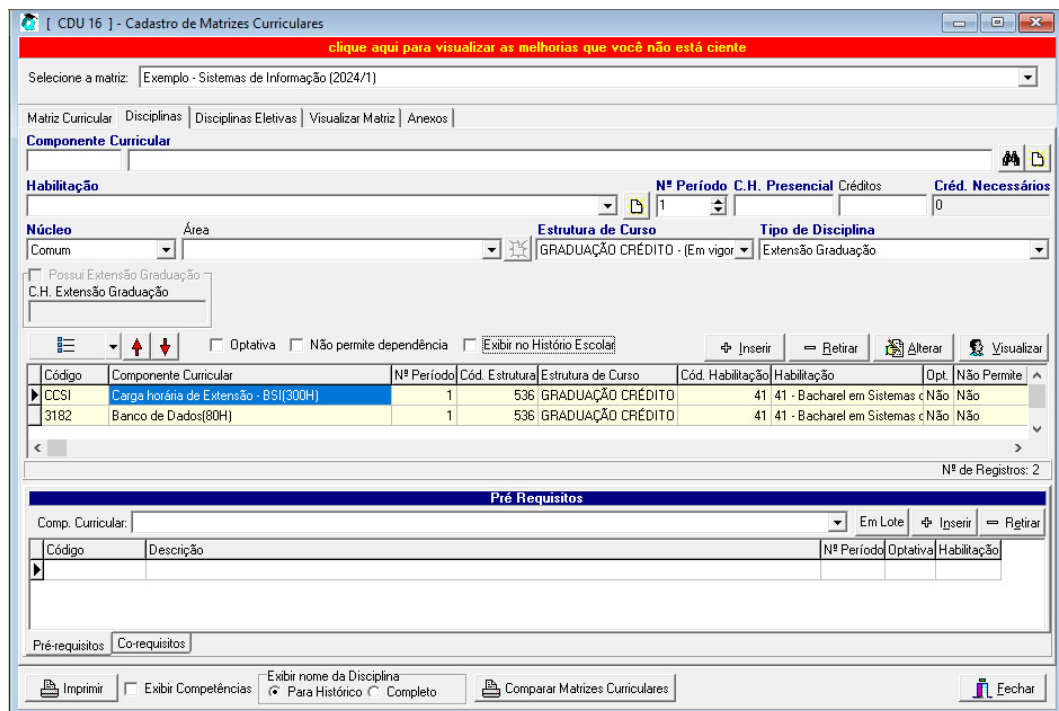 [ CDU 16 ] - Cadastro de Matrizes Curriculares
clique aqui para visualizar as melhorias que você não está ciente
Selecione a matriz: Exemplo - Sistemas de Informação (2024/1)
Matriz Curricular Disciplinas Disciplinas Eletivas Visualizar Matriz Anexos
Componente Curricular
Habilitação Nº Período C.H. Presencial Créditos Créd. Necessários
1 0
Núcleo Área Estrutura de Curso Tipo de Disciplina
Comum GRADUAÇÃO CRÉDITO - (Em vigor Extensão Graduação
Possui Extensão Graduação
C.H. Extensão Graduação
Optativa Não permite dependência Exibir no Histório Escolar Inserir Retirar Alterar Visualizar
Código Componente Curricular Nº Período Cód. Estrutura Estrutura de Curso Cód. Habilitação Habilitação Opt. Não Permite
CCSI Carga horária de Extensão - BSI(300H) 1 536 GRADUAÇÃO CRÉDITO 41 41 - Bacharel em Sistemas Não Não
3182 Banco de Dados(80H) 1 536 GRADUAÇÃO CRÉDITO 41 41 - Bacharel em Sistemas Não Não
Nº de Registros: 2
Pré Requisitos
Comp. Curricular: Em Lote Inserir Retirar
Código Descrição Nº Período Optativa Habilitação
Pré-requisitos Co-requisitos
Exibir nome da Disciplina
Imprimir Exibir Competências Para Histórico Completo Comparar Matrizes Curriculares Fechar